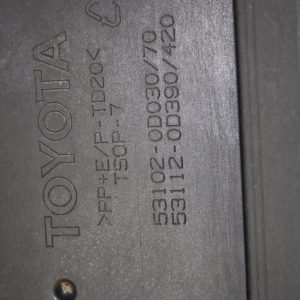 TOYOTA
>PP+E/P-TD20<
TSOP-7
53102-0D030/70
53112-0D390/420